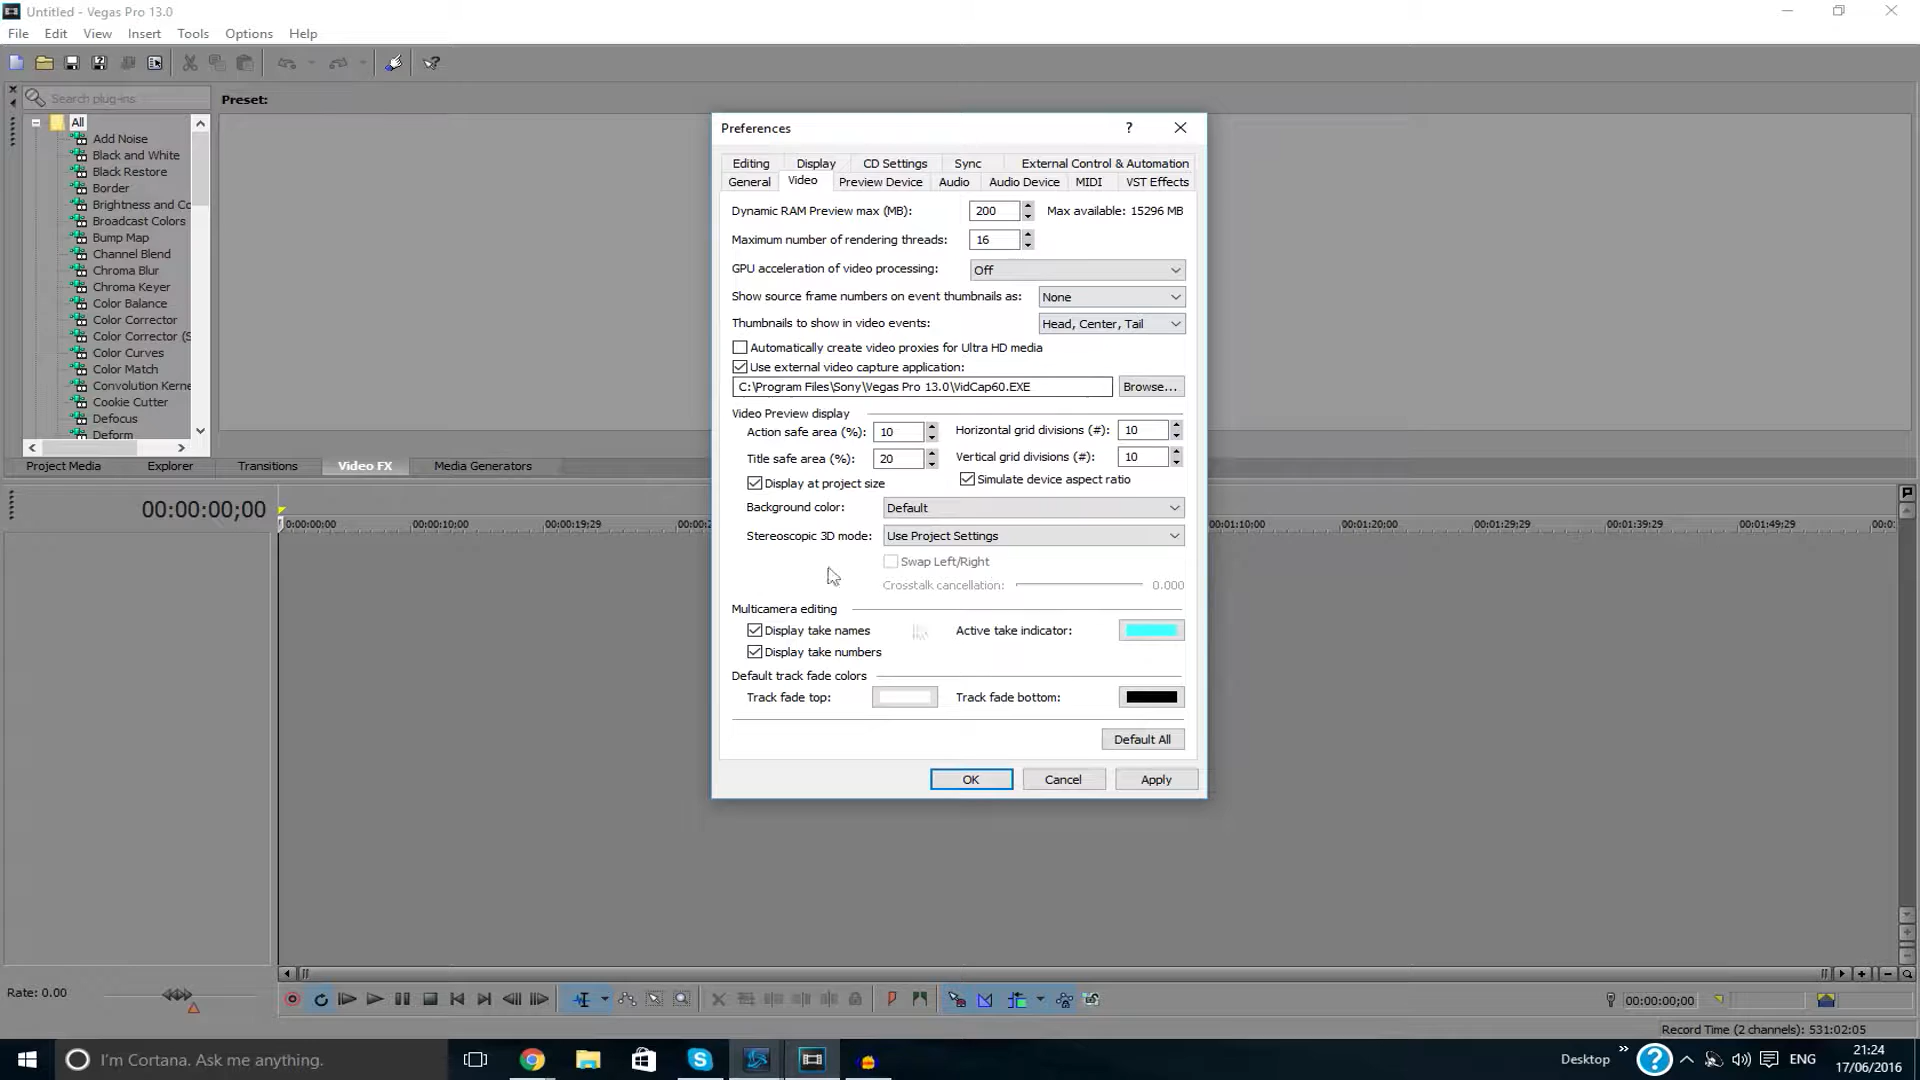 Untitled - Vegas Pro 13.0
File Edit View Insert Tools Options Help
Search plug-ins
Preset:
All
Add Noise
Black and White
Black Restore
Border
Brightness and Co
Broadcast Colors
Bump Map
Channel Blend
Chroma Blur
Chroma Keyer
Color Balance
Color Corrector
Color Corrector (S
Color Curves
Color Match
Convolution Kerne
Cookie Cutter
Defocus
Deform
Project Media Explorer Transitions Video FX Media Generators
Preferences ?
Editing Display CD Settings Sync External Control & Automation
General Video Preview Device Audio Audio Device MIDI VST Effects
Dynamic RAM Preview max (MB): 200 Max available: 15296 MB
Maximum number of rendering threads: 16
GPU acceleration of video processing: Off
Show source frame numbers on event thumbnails as: None
Thumbnails to show in video events: Head, Center, Tail
Automatically create video proxies for Ultra HD media
Use external video capture application:
C:\Program Files\Sony\Vegas Pro 13.0\VidCap60.EXE Browse...
Video Preview display
Action safe area (%): 10 Horizontal grid divisions (#): 10
Title safe area (%): 20 Vertical grid divisions (#): 10
Display at project size Simulate device aspect ratio
Background color: Default
Stereoscopic 3D mode: Use Project Settings
Swap Left/Right
Crosstalk cancellation: 0.000
Multicamera editing
Display take names Active take indicator:
Display take numbers
Default track fade colors
Track fade top: Track fade bottom:
Default All
OK Cancel Apply
00:00:00;00
0:00:00;00 00:00:10;00 00:00:19;29 00:00:2 0:01:10;00 00:01:20;00 00:01:29;29 00:01:39;29 00:01:49;29 00:0
Rate: 0.00
00:00:00;00
Record Time (2 channels): 531:02:05
I'm Cortana. Ask me anything.
Desktop » ? ENG
21:24
17/06/2016